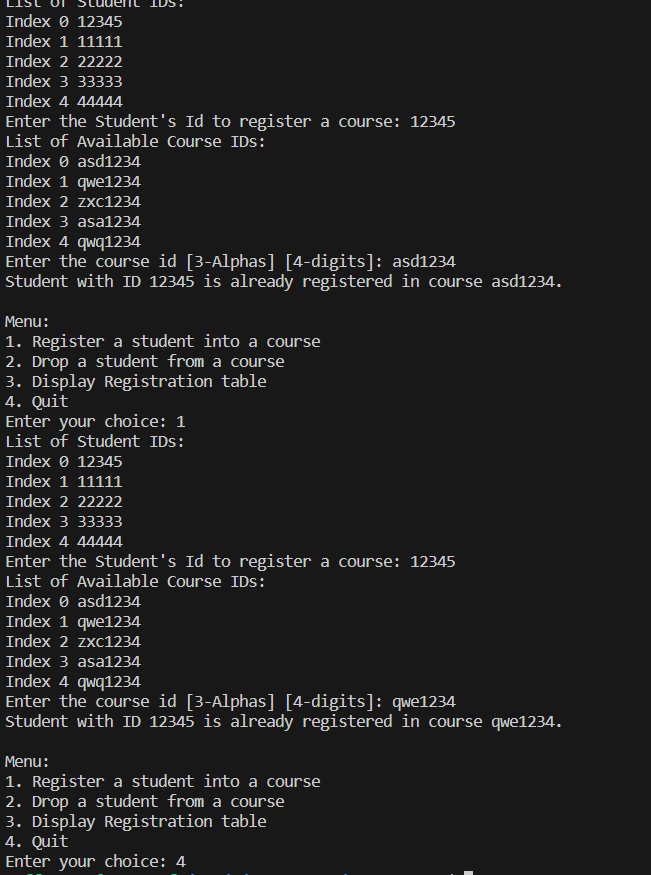 List of Student IDs:
Index 0 12345
Index 1 11111
Index 2 22222
Index 3 33333
Index 4 44444
Enter the Student's Id to register a course: 12345
List of Available Course IDs:
Index 0 asd1234
Index 1 qwe1234
Index 2 zxc1234
Index 3 asa1234
Index 4 qwq1234
Enter the course id [3-Alphas] [4-digits]: asd1234
Student with ID 12345 is already registered in course asd1234.
Menu:
1. Register a student into a course
2. Drop a student from a course
3. Display Registration table
4. Quit
Enter your choice: 1
List of Student IDs:
Index 0 12345
Index 1 11111
Index 2 22222
Index 3 33333
Index 4 44444
Enter the Student's Id to register a course: 12345
List of Available Course IDs:
Index 0 asd1234
Index 1 qwe1234
Index 2 zxc1234
Index 3 asa1234
Index 4 qwq1234
Enter the course id [3-Alphas] [4-digits]: qwe1234
Student with ID 12345 is already registered in course qwe1234.
Menu:
1. Register a student into a course
2. Drop a student from a course
3. Display Registration table
4. Quit
Enter your choice: 4